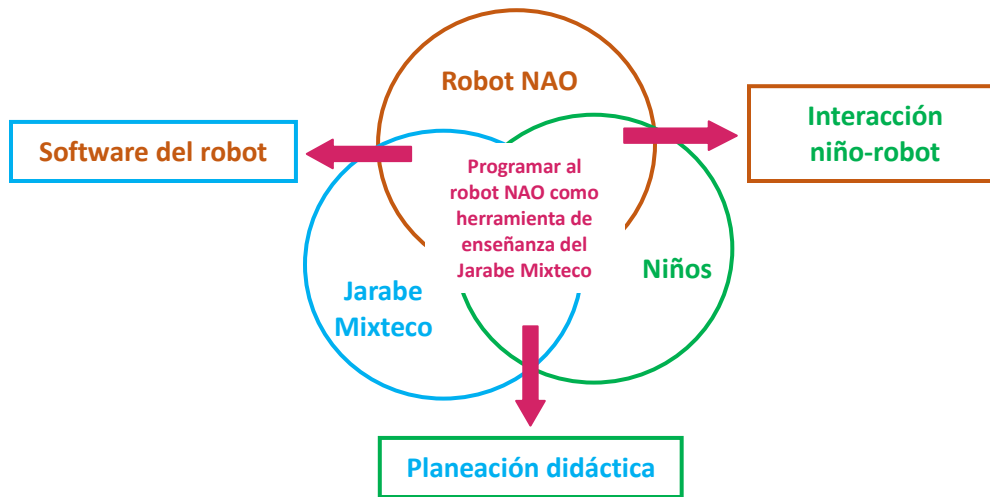 Robot NAO
Software del robot
Interacción
niño-robot
Programar al
robot NAO como
herramienta de
enseñanza del
Jarabe Mixteco
Niños
Jarabe
Mixteco
Planeación didáctica